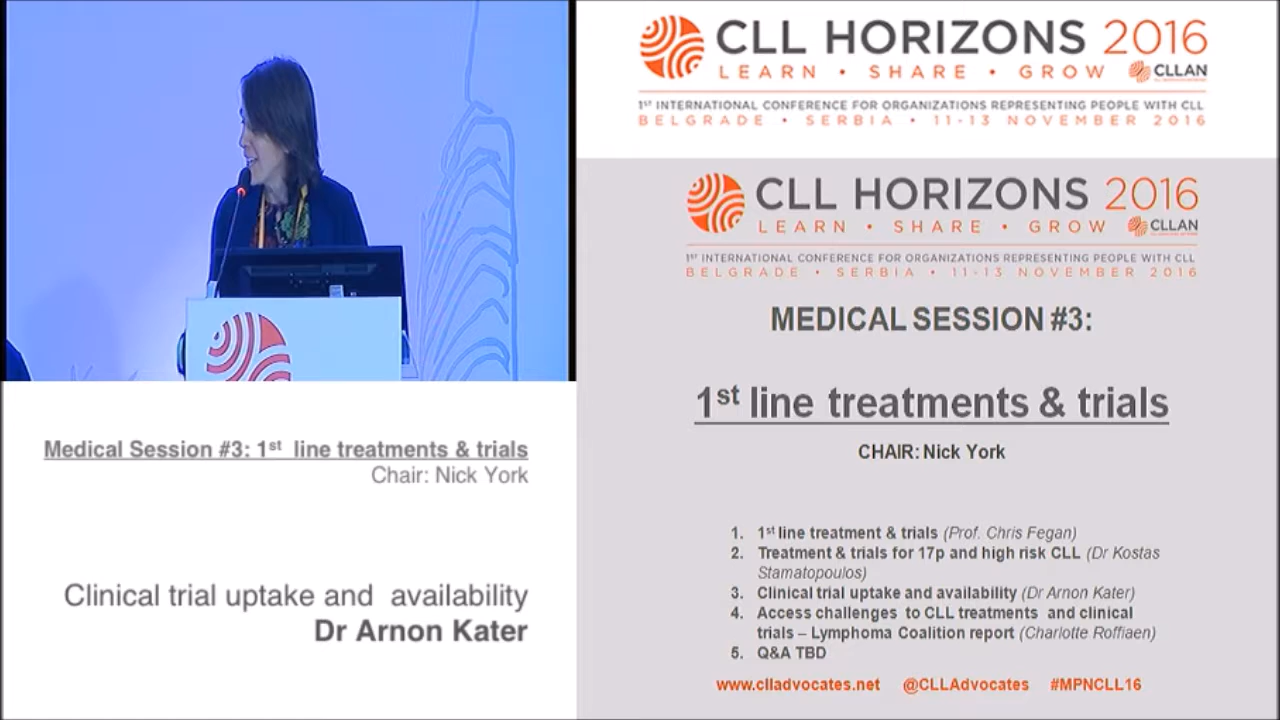 CLL HORIZONS 2016
LEARN • SHARE • GROW CLLAN
1ST INTERNATIONAL CONFERENCE FOR ORGANIZATIONS REPRESENTING PEOPLE WITH CLL
BELGRADE • SERBIA • 11-13 NOVEMBER 2016
CLL HORIZONS 2016
LEARN • SHARE • GROW CLLAN
1ST INTERNATIONAL CONFERENCE FOR ORGANIZATIONS REPRESENTING PEOPLE WITH CLL
BELGRADE • SERBIA • 11-13 NOVEMBER 2016
MEDICAL SESSION #3:
1st line treatments & trials
CHAIR: Nick York
1. 1st line treatment & trials (Prof. Chris Fegan)
2. Treatment & trials for 17p and high risk CLL (Dr Kostas
Stamatopoulos)
3. Clinical trial uptake and availability (Dr Arnon Kater)
4. Access challenges to CLL treatments and clinical
trials – Lymphoma Coalition report (Charlotte Roffiaen)
5. Q&A TBD
www.clladvocates.net @CLLAdvocates #MPNCLL16
Medical Session #3: 1st line treatments & trials
Chair: Nick York
Clinical trial uptake and availability
Dr Arnon Kater